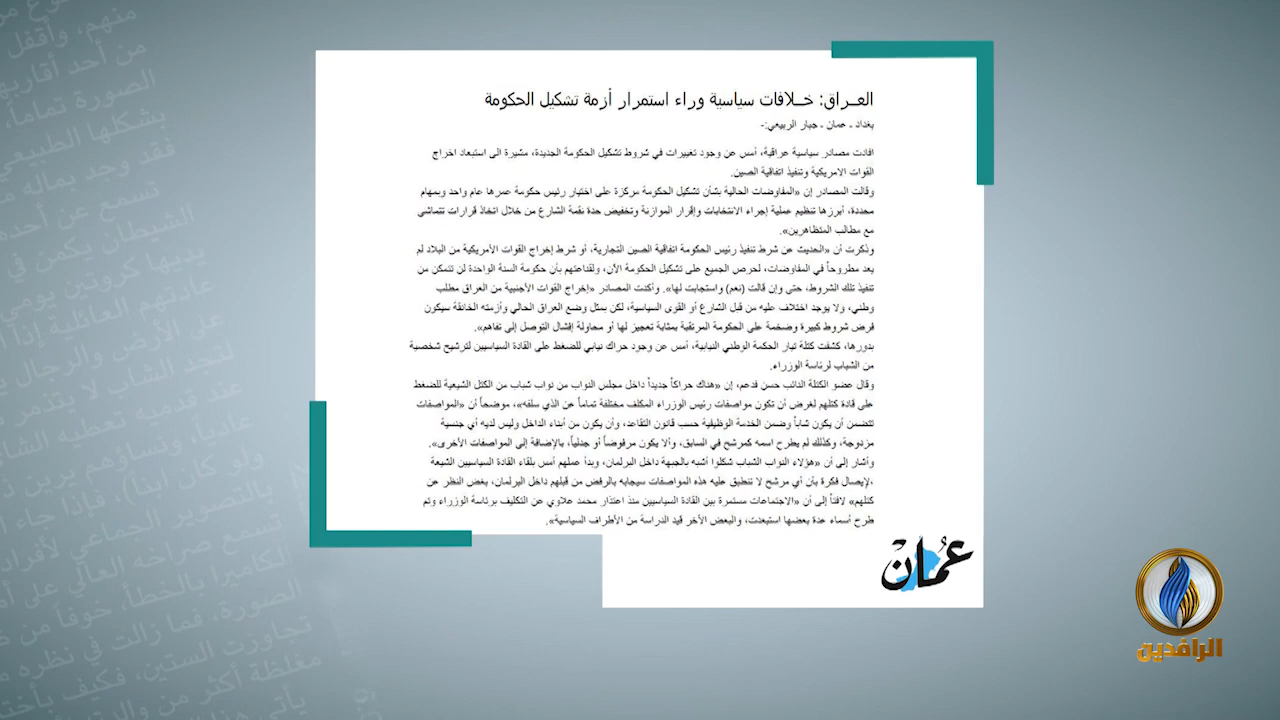 العـراق: خـلافات سياسية وراء استمرار أزمة تشكيل الحكومة
بغداد ـ عمان ـ جبار الربيعي:-
افادت مصادر سياسية عراقية، أمس عن وجود تغييرات في شروط تشكيل الحكومة الجديدة، مشيرة الى استبعاد اخراج
القوات الامريكية وتنفيذ اتفاقية الصين.
وقالت المصادر إن «المفاوضات الحالية بشأن تشكيل الحكومة مركزة على اختيار رئيس حكومة عمرها عام واحد وبمهام
محددة، أبرزها تنظيم عملية إجراء الانتخابات وإقرار الموازنة وتخفيض حدة نقمة الشارع من خلال اتخاذ قرارات تتماشى
مع مطالب المتظاهرين».
وذكرت أن «الحديث عن شرط تنفيذ رئيس الحكومة اتفاقية الصين التجارية، أو شرط إخراج القوات الأمريكية من البلاد لم
يعد مطروحاً في المفاوضات، لحرص الجميع على تشكيل الحكومة الآن، ولقناعتهم بأن حكومة السنة الواحدة لن تتمكن من
تنفيذ تلك الشروط، حتى وإن قالت (نعم) واستجابت لها». وأكدت المصادر «إخراج القوات الأجنبية من العراق مطلب
وطني، ولا يوجد اختلاف عليه من قبل الشارع أو القوى السياسية، لكن بمثل وضع العراق الحالي وأزمته الخانقة سيكون
فرض شروط كبيرة وضخمة على الحكومة المرتقبة بمثابة تعجيز لها أو محاولة إفشال التوصل إلى تفاهم».
بدورها، كشفت كتلة تيار الحكمة الوطني النيابية، أمس عن وجود حراك نيابي للضغط على القادة السياسيين لترشيح شخصية
من الشباب لرئاسة الوزراء.
وقال عضو الكتلة النائب حسن فدعم، إن «هناك حراكاً جديداً داخل مجلس النواب من نواب شباب من الكتل الشيعية للضغط
على قادة كتلهم لغرض أن تكون مواصفات رئيس الوزراء المكلف مختلفة تماماً عن الذي سلفه»، موضحاً أن «المواصفات
تتضمن أن يكون شاباً وضمن الخدمة الوظيفية حسب قانون التقاعد، وأن يكون من أبناء الداخل وليس لديه أي جنسية
مزدوجة، وكذلك لم يطرح اسمه كمرشح في السابق، وألا يكون مرفوضاً أو جدلياً، بالإضافة إلى المواصفات الأخرى».
وأشار إلى أن «هؤلاء النواب الشباب شكلوا أشبه بالجبهة داخل البرلمان، وبدأ عملهم أمس بلقاء القادة السياسيين الشيعة
،لإيصال فكرة بأن أي مرشح لا تنطبق عليه هذه المواصفات سيجابه بالرفض من قبلهم داخل البرلمان، بغض النظر عن
كتلهم» لافتاً إلى أن «الاجتماعات مستمرة بين القادة السياسيين منذ اعتذار محمد علاوي عن التكليف برئاسة الوزراء وتم
طرح أسماء عدة بعضها استبعدت، والبعض الآخر قيد الدراسة من الأطراف السياسية».
عُمان
الرافدين